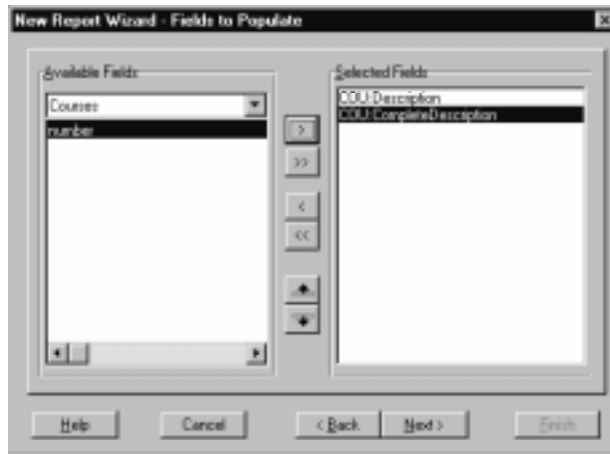 New Report Wizard - Fields to Populate
Available Fields
Courses
number
>
>>
<
<<
Selected Fields
COU:Description
COU:CompleteDescription
Help
Cancel
< Back
Next >
Finish